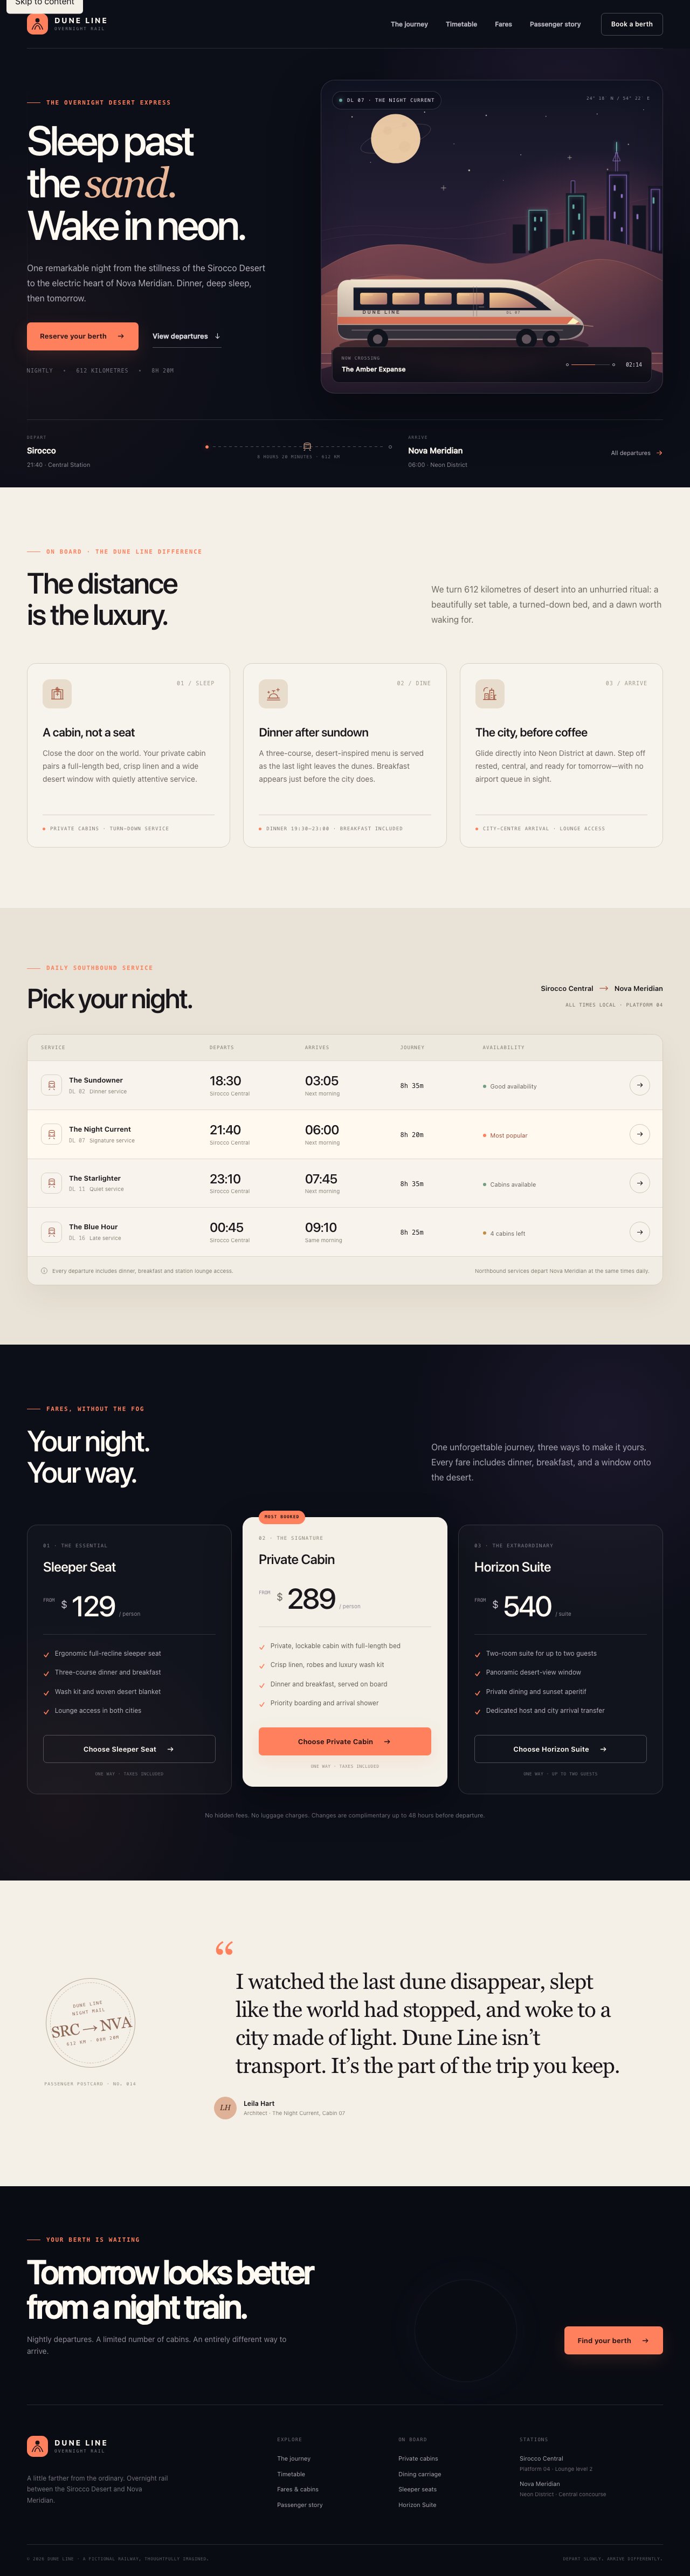 Skip to content
DUNE LINE
OVERNIGHT RAIL
The journey
Timetable
Fares
Passenger story
Book a berth
THE OVERNIGHT DESERT EXPRESS
Sleep past
the sand.
Wake in neon.
One remarkable night from the stillness of the Sirocco Desert
to the electric heart of Nova Meridian. Dinner, deep sleep,
then tomorrow.
Reserve your berth →
View departures ↓
NIGHTLY • 612 KILOMETRES • 8H 20M
DL 07 · THE NIGHT CURRENT
DUNE LINE
DL 07
NOW CROSSING
The Amber Expanse
02:14
DEPART
Sirocco
21:40 · Central Station
8 HOURS 20 MINUTES · 612 KM
ARRIVE
Nova Meridian
06:00 · Neon District
All departures →
ON BOARD · THE DUNE LINE DIFFERENCE
The distance
is the luxury.
We turn 612 kilometres of desert into an unhurried ritual: a
beautifully set table, a turned-down bed, and a dawn worth
waking for.
01 / SLEEP
A cabin, not a seat
Close the door on the world. Your private cabin
pairs a full-length bed, crisp linen and a wide
desert window with quietly attentive service.
PRIVATE CABINS · TURN-DOWN SERVICE
02 / DINE
Dinner after sundown
A three-course, desert-inspired menu is served
as the last light leaves the dunes. Breakfast
appears just before the city does.
DINNER 19:30–22:00 · BREAKFAST INCLUDED
03 / ARRIVE
The city, before coffee
Glide directly into Neon District at dawn. Step off
rested, central, and ready for tomorrow—with no
airport queue in sight.
CITY-CENTRE ARRIVAL · LOUNGE ACCESS
DAILY SOUTHBOUND SERVICE
Pick your night.
Sirocco Central → Nova Meridian
ALL TIMES LOCAL · PLATFORM 04
SERVICE DEPARTS ARRIVES JOURNEY AVAILABILITY
The Sundowner
DL 02 Dinner service
18:30
Sirocco Central
03:05
Next morning
8h 35m
Good availability
→
The Night Current
DL 07 Signature service
21:40
Sirocco Central
06:00
Next morning
8h 20m
Most popular
→
The Starlighter
DL 11 Quiet service
23:10
Sirocco Central
07:45
Next morning
8h 35m
Cabins available
→
The Blue Hour
DL 16 Late service
00:45
Sirocco Central
09:10
Same morning
8h 25m
4 cabins left
→
Every departure includes dinner, breakfast and station lounge access.
Northbound services depart Nova Meridian at the same times daily.
FARES, WITHOUT THE FOG
Your night.
Your way.
One unforgettable journey, three ways to make it yours.
Every fare includes dinner, breakfast, and a window onto
the desert.
01 · THE ESSENTIAL
Sleeper Seat
FROM $ 129 / person
Ergonomic full-recline sleeper seat
Three-course dinner and breakfast
Wash kit and woven desert blanket
Lounge access in both cities
Choose Sleeper Seat →
ONE WAY · TAXES INCLUDED
MOST BOOKED
02 · THE SIGNATURE
Private Cabin
FROM $ 289 / person
Private, lockable cabin with full-length bed
Crisp linen, robes and luxury wash kit
Dinner and breakfast, served on board
Priority boarding and arrival shower
Choose Private Cabin →
ONE WAY · TAXES INCLUDED
03 · THE EXTRAORDINARY
Horizon Suite
FROM $ 540 / suite
Two-room suite for up to two guests
Panoramic desert-view window
Private dining and sunset aperitif
Dedicated host and city arrival transfer
Choose Horizon Suite →
ONE WAY · UP TO TWO GUESTS
No hidden fees. No luggage charges. Changes are complimentary up to 48 hours before departure.
DUNE LINE
NIGHT MAIL
SRC→NVA
612 KM · 08H 20M
PASSENGER POSTCARD · NO. 014
“
I watched the last dune disappear, slept
like the world had stopped, and woke to a
city made of light. Dune Line isn’t
transport. It’s the part of the trip you keep.
LH
Leila Hart
Architect · The Night Current, Cabin 07
YOUR BERTH IS WAITING
Tomorrow looks better
from a night train.
Nightly departures. A limited number of cabins. An entirely different way to
arrive.
Find your berth →
DUNE LINE
OVERNIGHT RAIL
A little farther from the ordinary. Overnight rail
between the Sirocco Desert and Nova
Meridian.
EXPLORE
The journey
Timetable
Fares & cabins
Passenger story
ON BOARD
Private cabins
Dining carriage
Sleeper seats
Horizon Suite
STATIONS
Sirocco Central
Platform 04 · Lounge level 2
Nova Meridian
Neon District · Central concourse
DUNE LINE · A FICTIONAL RAILWAY, THOUGHTFULLY IMAGINED.
DEPART SLOWLY. ARRIVE DIFFERENTLY.